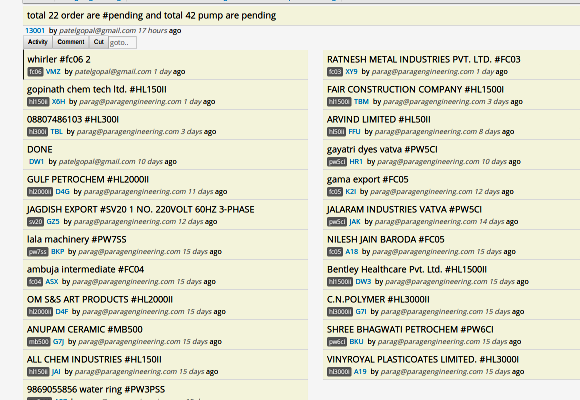 total 22 order are #pending and total 42 pump are pending
13001 by patelgopal@gmail.com 17 hours ago
Activity Comment Cut goto..
whirler #fc06 2
fc06 VMZ by patelgopal@gmail.com 1 day ago
gopinath chem tech ltd. #HL150II
hl150ii X6H by parag@paragengineering.com 1 day ago
08807486103 #HL300I
hl300i TBL by parag@paragengineering.com 3 days ago
DONE
DW1 by patelgopal@gmail.com 10 days ago
GULF PETROCHEM #HL2000II
hl2000ii D4G by parag@paragengineering.com 11 days ago
JAGDISH EXPORT #SV20 1 NO. 220VOLT 60HZ 3-PHASE
sv20 GZ5 by parag@paragengineering.com 12 days ago
lala machinery #PW7SS
pw7ss BKP by parag@paragengineering.com 15 days ago
ambuja intermediate #FC04
fc04 ASX by parag@paragengineering.com 15 days ago
OM S&S ART PRODUCTS #HL2000II
hl2000ii D4F by parag@paragengineering.com 15 days ago
ANUPAM CERAMIC #MB500
mb500 G7J by parag@paragengineering.com 15 days ago
ALL CHEM INDUSTRIES #HL150II
hl150ii JAI by parag@paragengineering.com 15 days ago
9869055856 water ring #PW3PSS
RATNESH METAL INDUSTRIES PVT. LTD. #FC03
fc03 XY9 by parag@paragengineering.com 1 day ago
FAIR CONSTRUCTION COMPANY #HL1500I
hl1500i TBM by parag@paragengineering.com 3 days ago
ARVIND LIMITED #HL50II
hl50ii FFU by parag@paragengineering.com 8 days ago
gayatri dyes vatva #PW5CI
pw5ci HR1 by parag@paragengineering.com 10 days ago
gama export #FC05
fc05 K2I by parag@paragengineering.com 12 days ago
JALARAM INDUSTRIES VATVA #PW5CI
pw5ci JAK by parag@paragengineering.com 14 days ago
NILESH JAIN BARODA #FC05
fc05 A18 by parag@paragengineering.com 15 days ago
Bentley Healthcare Pvt. Ltd. #HL1500II
hl1500ii DW3 by parag@paragengineering.com 15 days ago
C.N.POLYMER #HL3000II
hl3000ii G7I by parag@paragengineering.com 15 days ago
SHREE BHAGWATI PETROCHEM #PW6CI
pw6ci BKU by parag@paragengineering.com 15 days ago
VINYROYAL PLASTICOATES LIMITED. #HL3000I
hl3000i A19 by parag@paragengineering.com 15 days ago